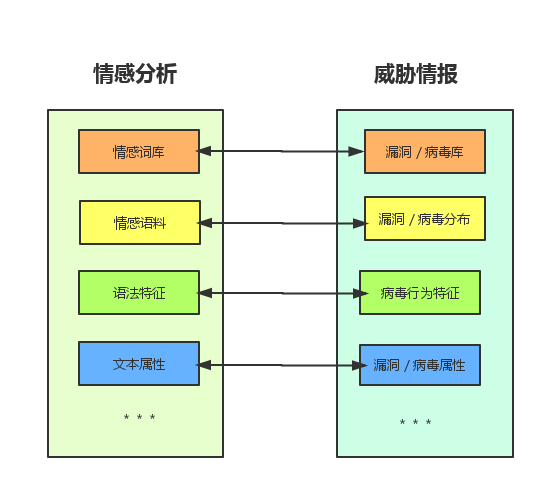 情感分析
威胁情报
情感词库
漏洞 / 病毒库
情感语料
漏洞 / 病毒分布
语法特征
病毒行为特征
文本属性
漏洞 / 病毒属性
* * *
* * *